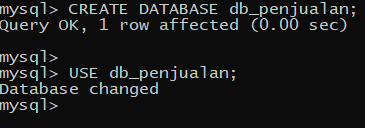 mysql> CREATE DATABASE db_penjualan;
Query OK, 1 row affected (0.00 sec)
mysql>
mysql> USE db_penjualan;
Database changed
mysql>